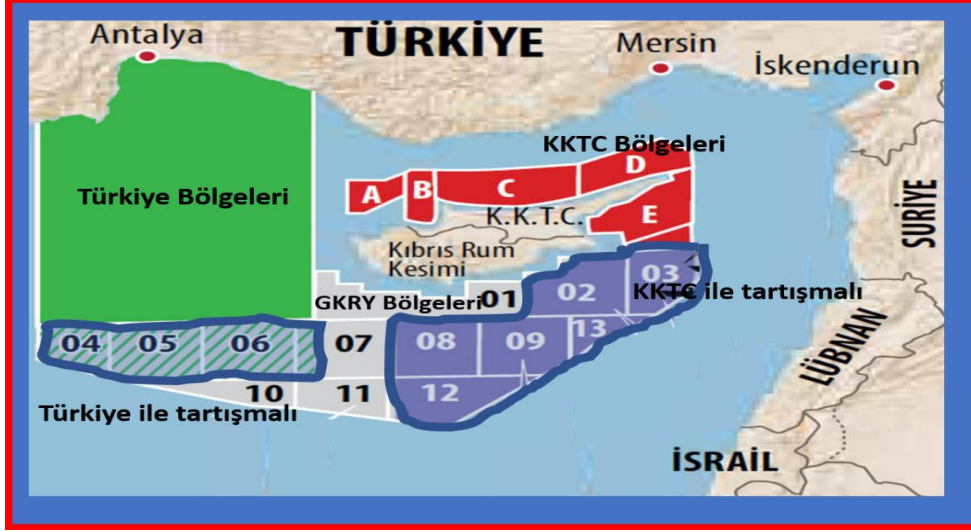 Antalya
TÜRKİYE
Mersin
İskenderun
KKTC Bölgeleri
D
C
B
A
Türkiye Bölgeleri
K.K.T.C.
E
SURİYE
Kıbrıs Rum
Kesimi
03
02
KKTC ile tartışmalı
GKRY Bölgeleri
01
04
05
06
07
08
09
13
LÜBNAN
10
11
12
Türkiye ile tartışmalı
İSRAİL